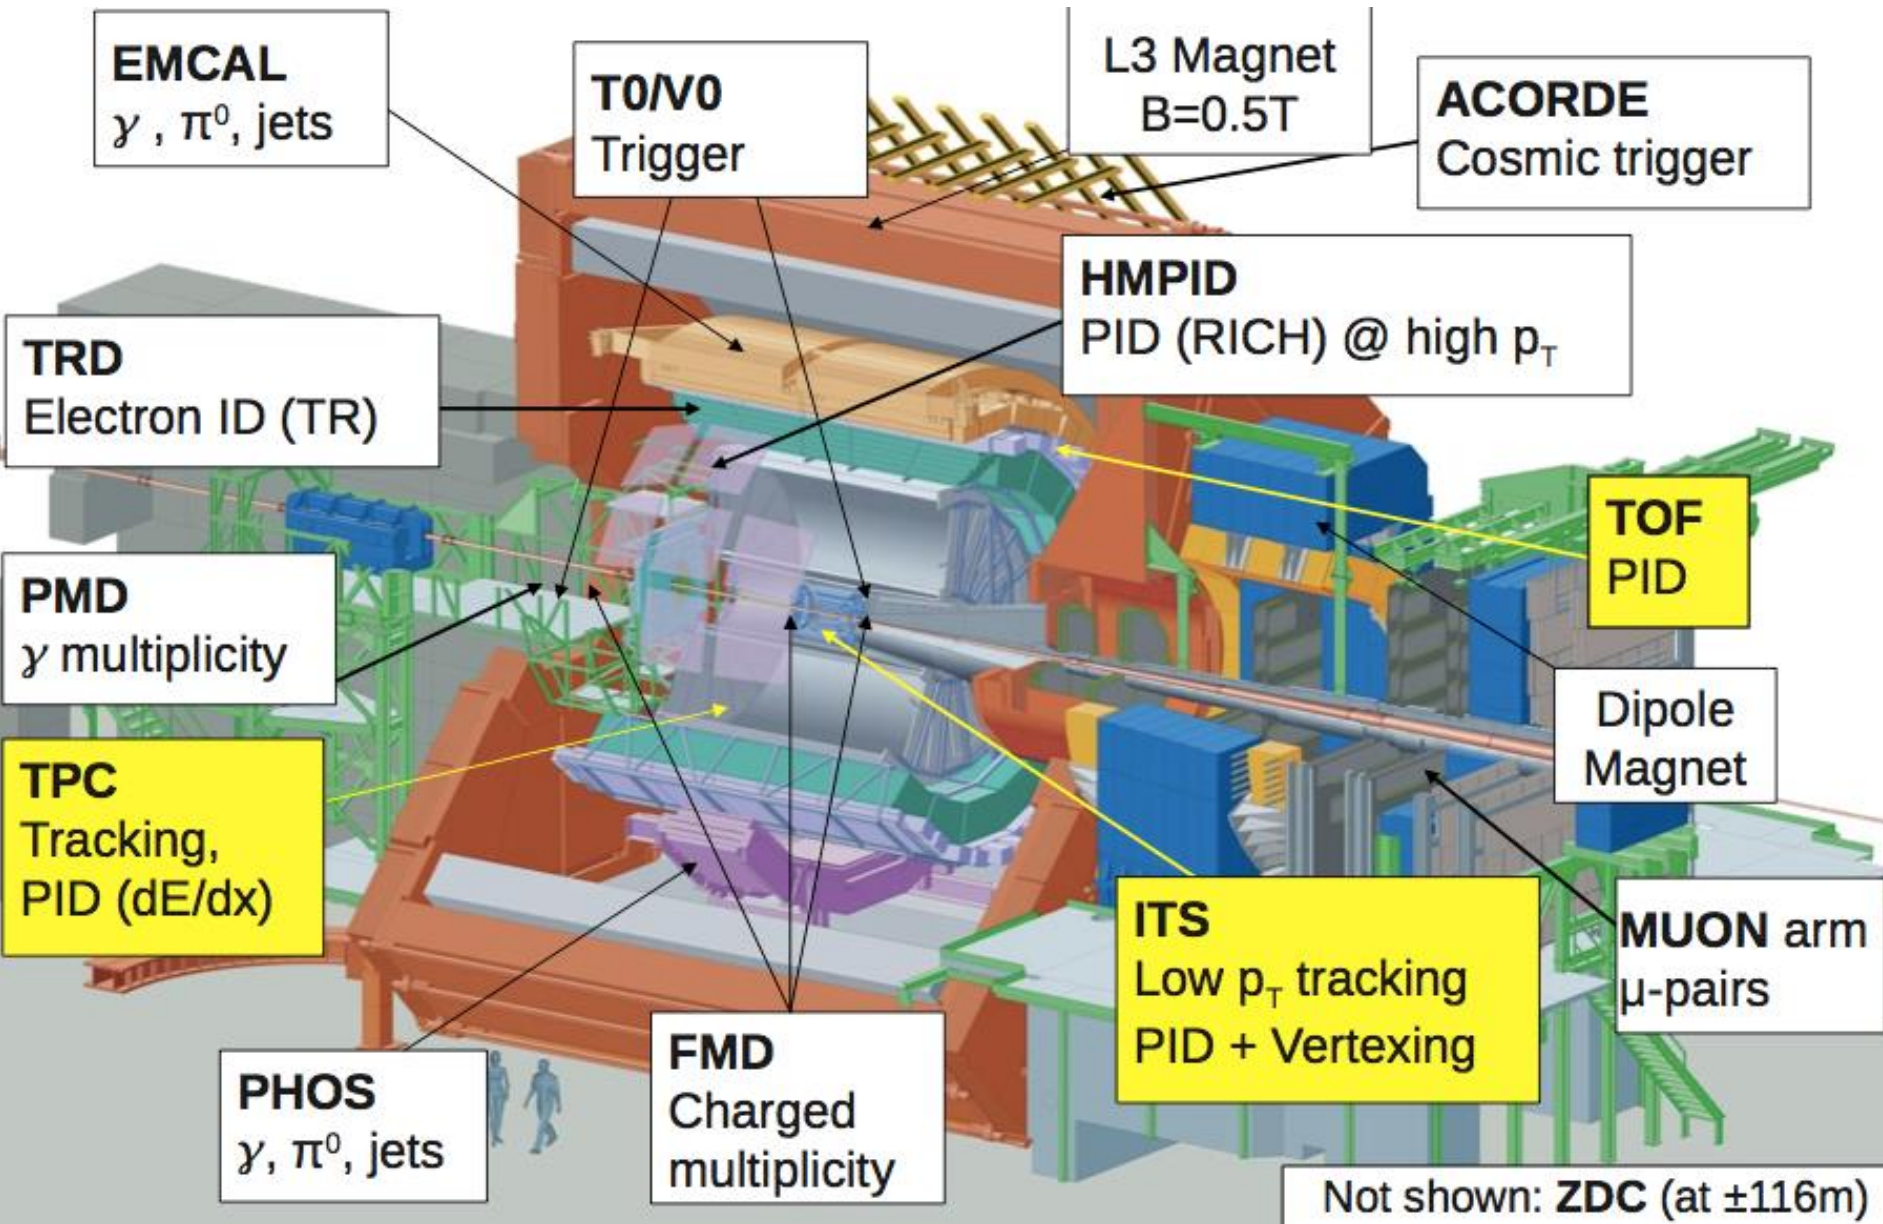 EMCAL
γ , π⁰, jets
T0/V0
Trigger
L3 Magnet
B=0.5T
ACORDE
Cosmic trigger
HMPID
PID (RICH) @ high pT
TRD
Electron ID (TR)
TOF
PID
PMD
γ multiplicity
Dipole
Magnet
TPC
Tracking,
PID (dE/dx)
ITS
Low pT tracking
PID + Vertexing
MUON arm
μ-pairs
PHOS
γ, π⁰, jets
FMD
Charged
multiplicity
Not shown: ZDC (at ±116m)